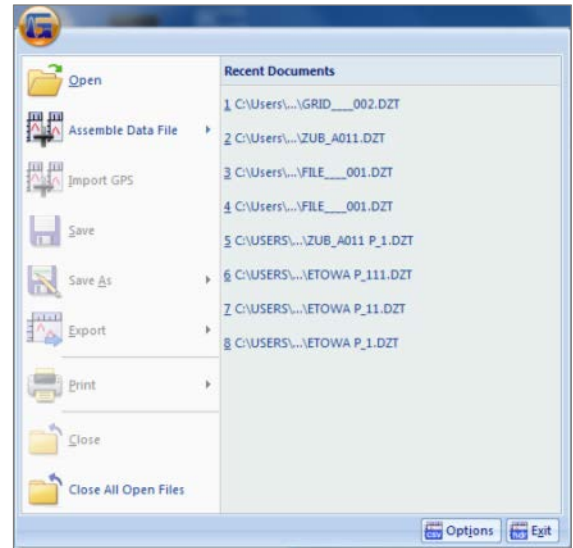 Open
Assemble Data File
Import GPS
Save
Save As
Export
Print
Close
Close All Open Files
Recent Documents
1 C:\Users\...\GRID____002.DZT
2 C:\Users\...\ZUB_A011.DZT
3 C:\Users\...\FILE____001.DZT
4 C:\Users\...\FILE____001.DZT
5 C:\USERS\...\ZUB_A011 P_1.DZT
6 C:\USERS\...\ETOWA P_111.DZT
7 C:\USERS\...\ETOWA P_11.DZT
8 C:\USERS\...\ETOWA P_1.DZT
Options
Exit